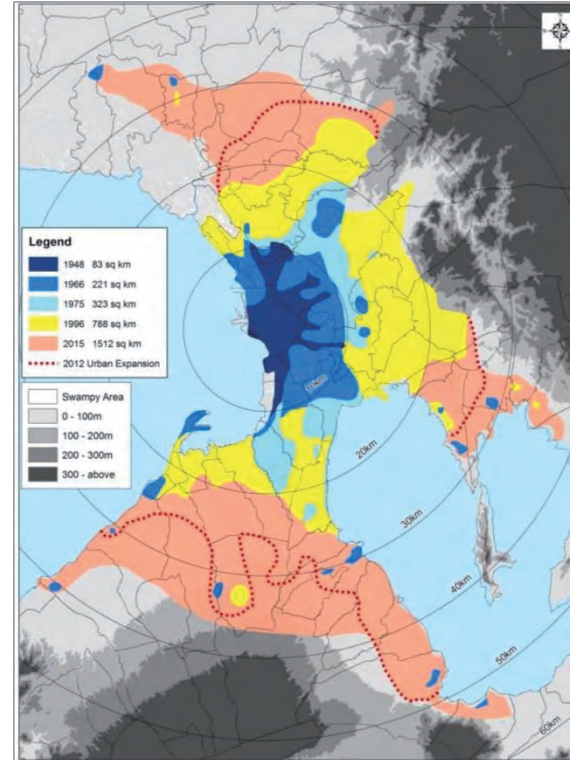 Legend
1948 83 sq km
1966 221 sq km
1975 323 sq km
1996 788 sq km
2015 1512 sq km
2012 Urban Expansion
Swampy Area
0 - 100m
100 - 200m
200 - 300m
300 - above
10km
20km
30km
40km
50km
60km